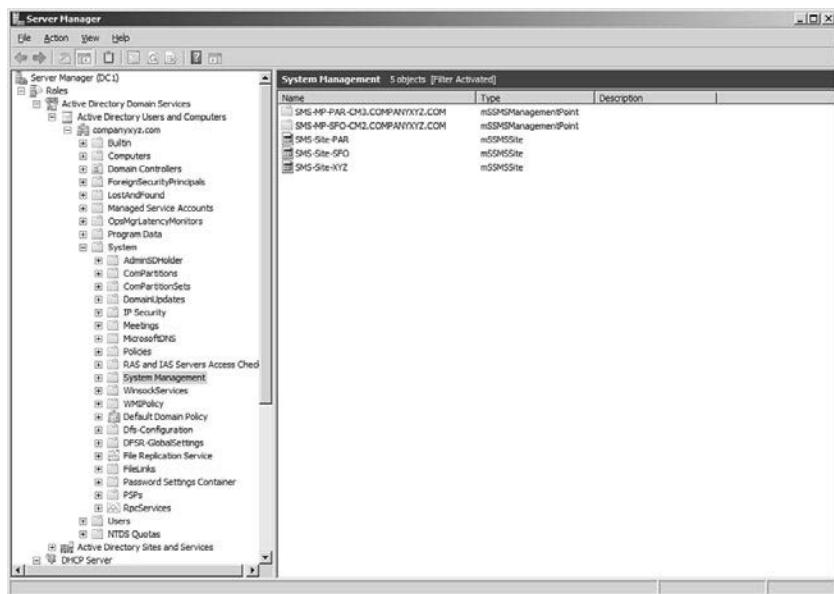 Server Manager
File Action View Help
Server Manager (DC1)
Roles
Active Directory Domain Services
Active Directory Users and Computers
companyxyz.com
Builtin
Computers
Domain Controllers
ForeignSecurityPrincipals
LostAndFound
Managed Service Accounts
OpsMgrLatencyMonitors
Program Data
System
AdminSDHolder
ComPartitions
ComPartitionSets
DomainUpdates
IP Security
Meetings
MicrosoftDNS
Policies
RAS and IAS Servers Access Chec
System Management
WinsockServices
WMIPolicy
Default Domain Policy
Dfs-Configuration
DFSR-GlobalSettings
File Replication Service
FileLinks
Password Settings Container
PSPs
RpcServices
Users
NTDS Quotas
Active Directory Sites and Services
DHCP Server
System Management 5 objects [Filter Activated]
Name Type Description
SMS-MP-PAR-CM3.COMPANYXYZ.COM mSSMSManagementPoint
SMS-MP-SFO-CM2.COMPANYXYZ.COM mSSMSManagementPoint
SMS-Site-PAR mSSMSSite
SMS-Site-SFO mSSMSSite
SMS-Site-XYZ mSSMSSite